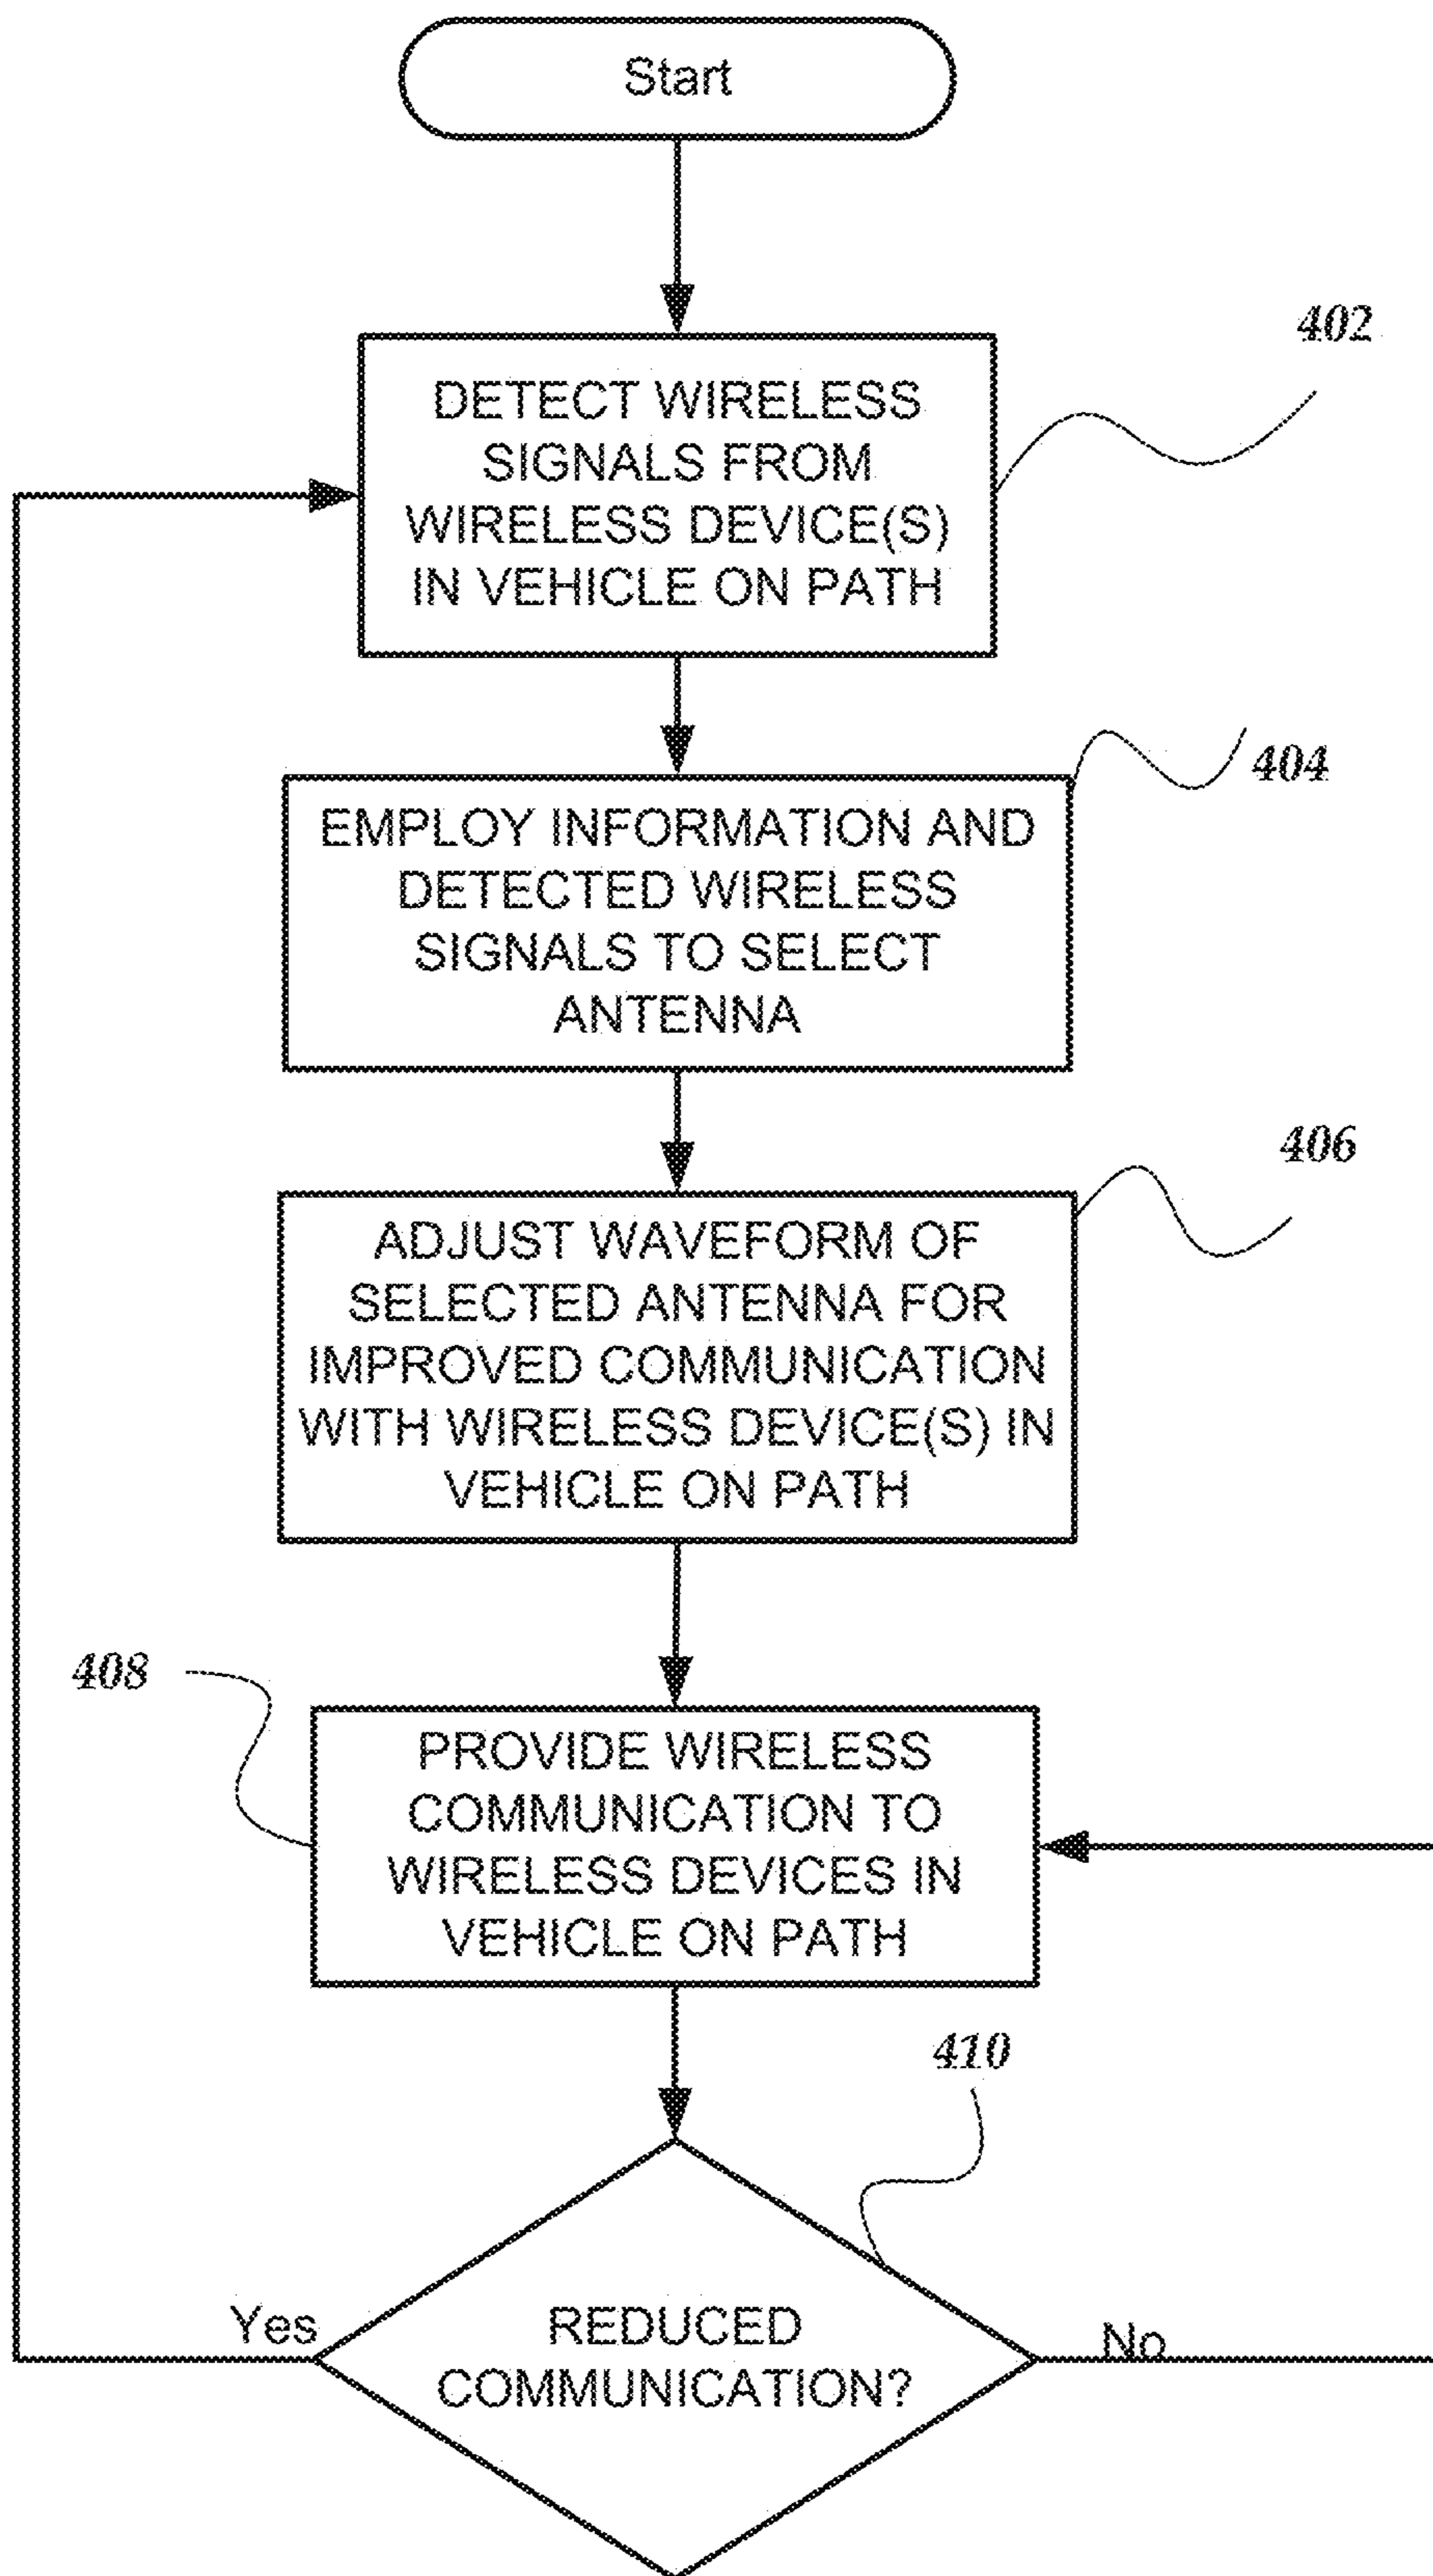 Start
402
DETECT WIRELESS
SIGNALS FROM
WIRELESS DEVICE(S)
IN VEHICLE ON PATH
404
EMPLOY INFORMATION AND
DETECTED WIRELESS
SIGNALS TO SELECT
ANTENNA
406
ADJUST WAVEFORM OF
SELECTED ANTENNA FOR
IMPROVED COMMUNICATION
WITH WIRELESS DEVICE(S) IN
VEHICLE ON PATH
408
PROVIDE WIRELESS
COMMUNICATION TO
WIRELESS DEVICES IN
VEHICLE ON PATH
410
Yes
REDUCED
COMMUNICATION?
No